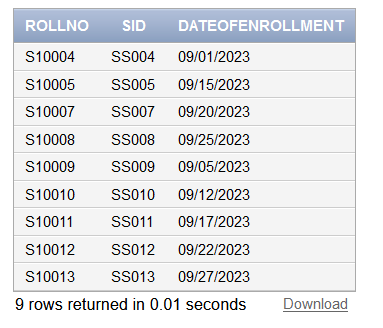 ROLLNO SID DATEOFENROLLMENT
S10004 SS004 09/01/2023
S10005 SS005 09/15/2023
S10007 SS007 09/20/2023
S10008 SS008 09/25/2023
S10009 SS009 09/05/2023
S10010 SS010 09/12/2023
S10011 SS011 09/17/2023
S10012 SS012 09/22/2023
S10013 SS013 09/27/2023
9 rows returned in 0.01 seconds Download